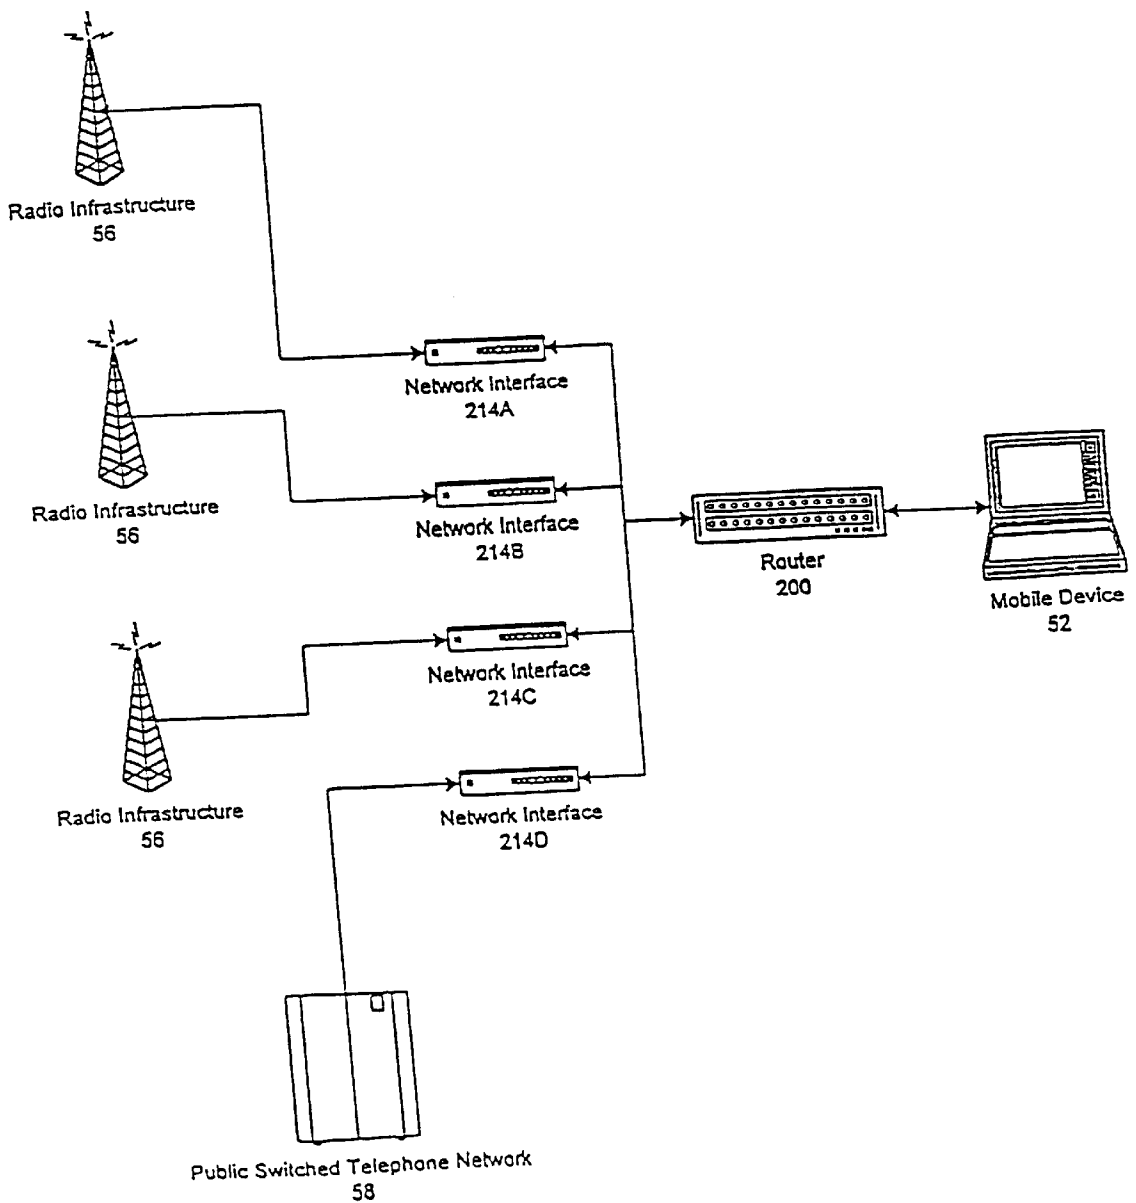 Radio Infrastructure
56
Network Interface
214A
Radio Infrastructure
56
Network Interface
214B
Router
200
Mobile Device
52
Network Interface
214C
Radio Infrastructure
56
Network Interface
214D
Public Switched Telephone Network
58